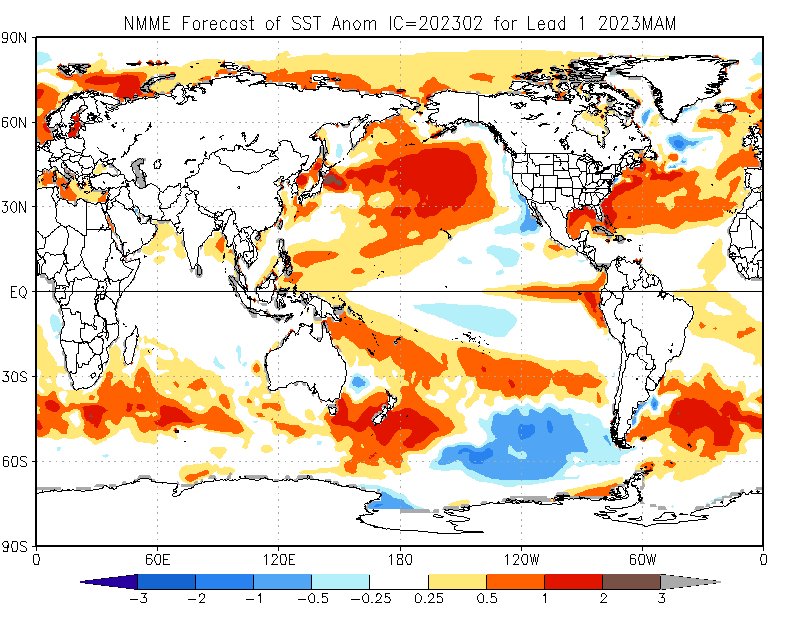 NMME Forecast of SST Anom IC=202302 for Lead 1 2023MAM
90N
60N
30N
EQ
30S
60S
90S
0 60E 120E 180 120W 60W 0
-3 -2 -1 -0.5 -0.25 0.25 0.5 1 2 3